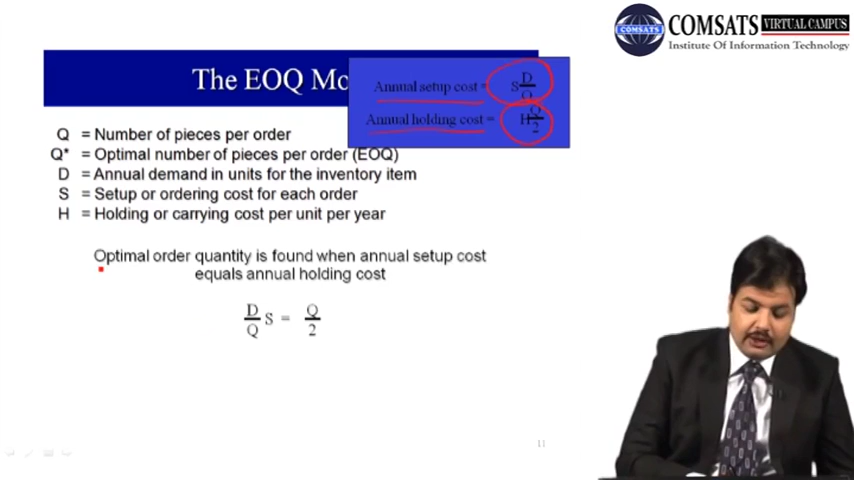 COMSATS VIRTUAL CAMPUS
Institute Of Information Technology
COMSATS
The EOQ Mo
Annual setup cost = S D/Q
Annual holding cost = H Q/2
Q = Number of pieces per order
Q* = Optimal number of pieces per order (EOQ)
D = Annual demand in units for the inventory item
S = Setup or ordering cost for each order
H = Holding or carrying cost per unit per year
Optimal order quantity is found when annual setup cost
equals annual holding cost
D/Q S = Q/2
11